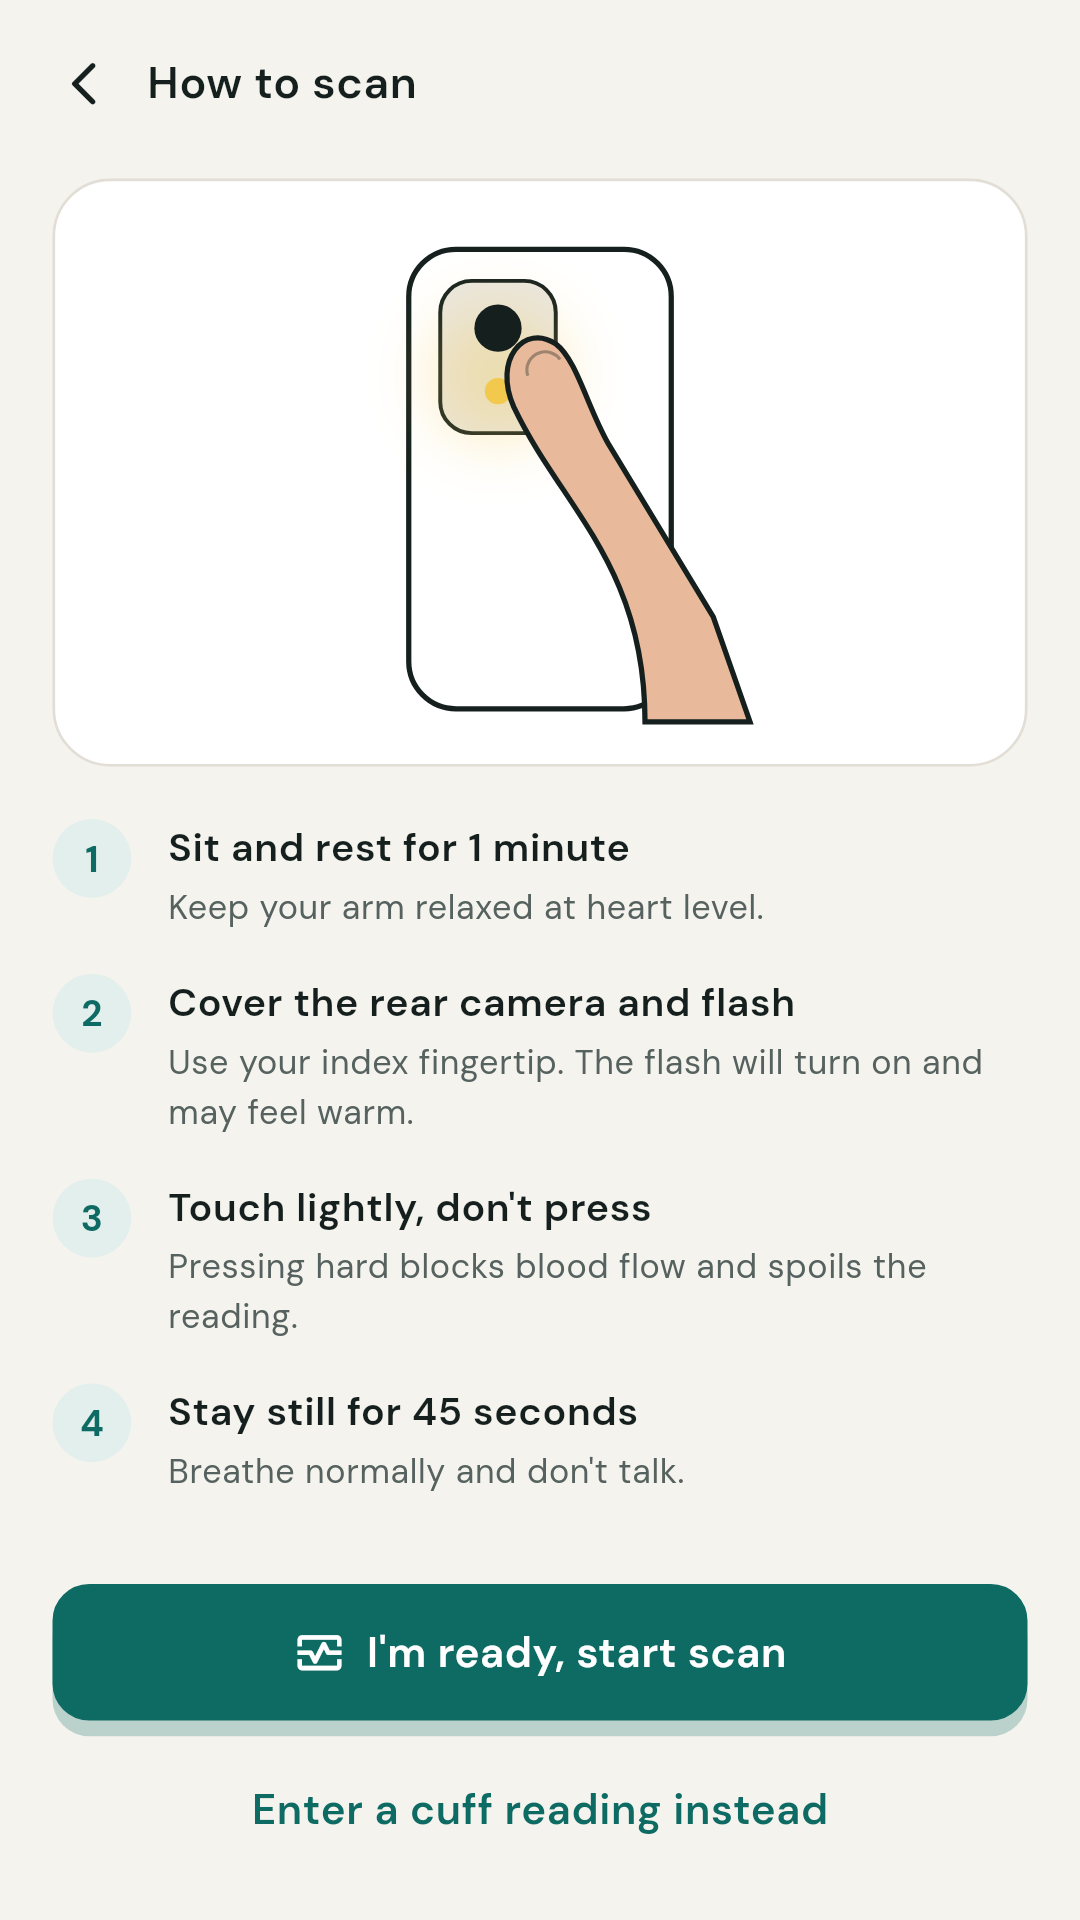 How to scan
1
Sit and rest for 1 minute
Keep your arm relaxed at heart level.
2
Cover the rear camera and flash
Use your index fingertip. The flash will turn on and
may feel warm.
3
Touch lightly, don't press
Pressing hard blocks blood flow and spoils the
reading.
4
Stay still for 45 seconds
Breathe normally and don't talk.
I'm ready, start scan
Enter a cuff reading instead